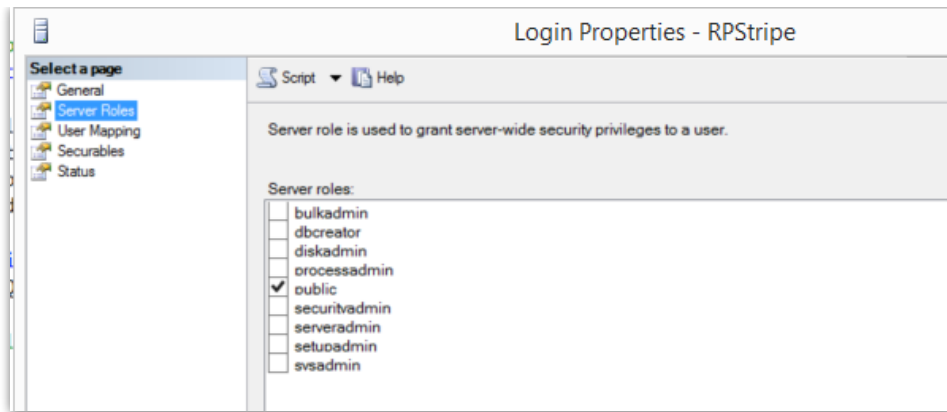 Login Properties - RPStripe
Select a page
General
Server Roles
User Mapping
Securables
Status
Script Help
Server role is used to grant server-wide security privileges to a user.
Server roles:
bulkadmin
dbcreator
diskadmin
processadmin
public
securityadmin
serveradmin
setupadmin
sysadmin